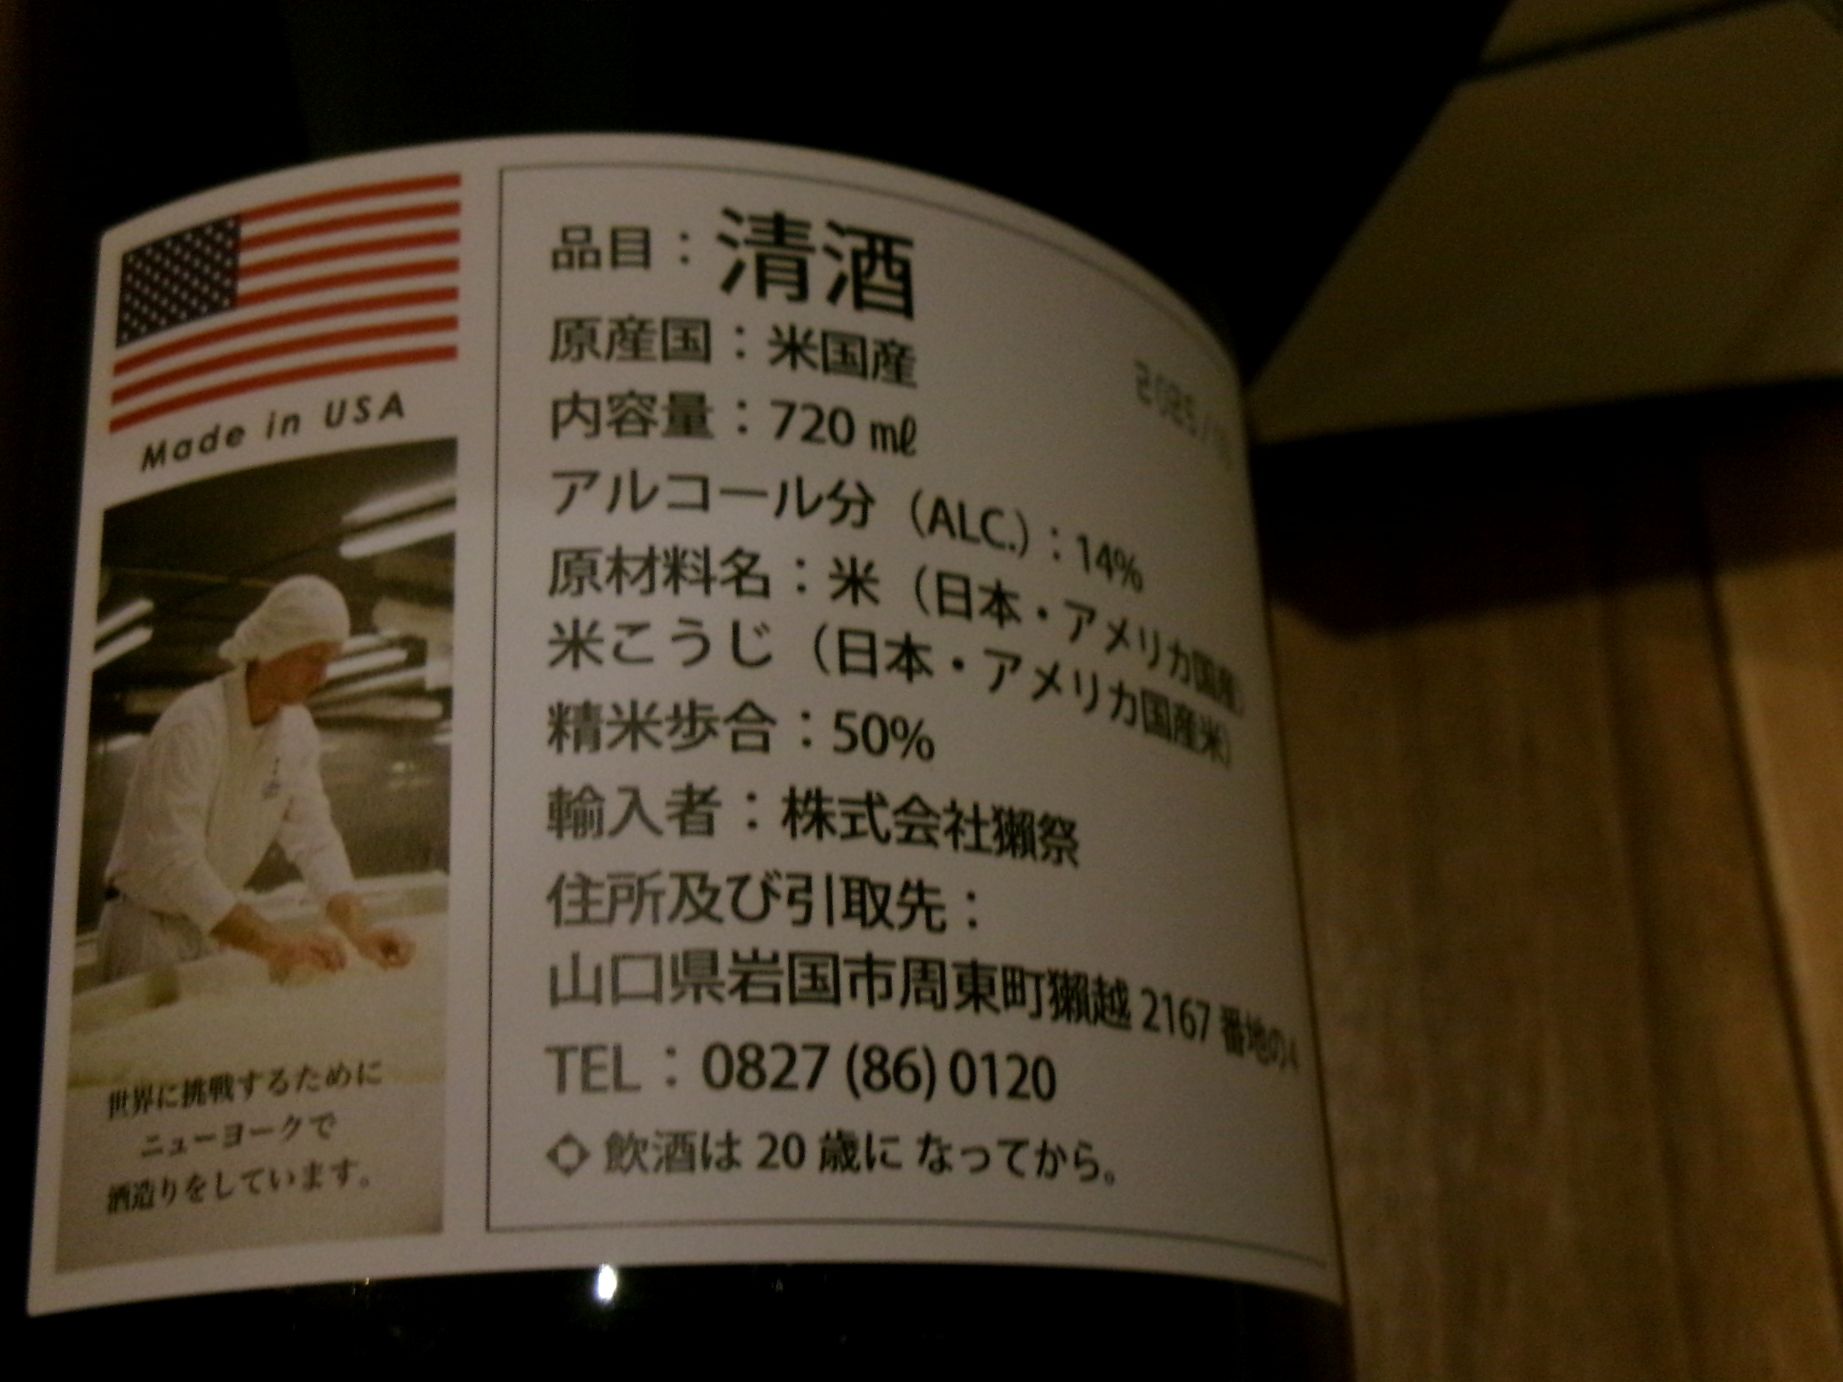 Made in USA
世界に挑戦するために
ニューヨークで
酒造りをしています。
品目：清酒
原産国：米国産
内容量：720 ㎖
アルコール分（ALC.）：14%
原材料名：米（日本・アメリカ国産）
米こうじ（日本・アメリカ国産米）
精米歩合：50%
輸入者：株式会社獺祭
住所及び引取先：
山口県岩国市周東町獺越 2167 番地の4
TEL：0827 (86) 0120
飲酒は 20 歳に なってから。